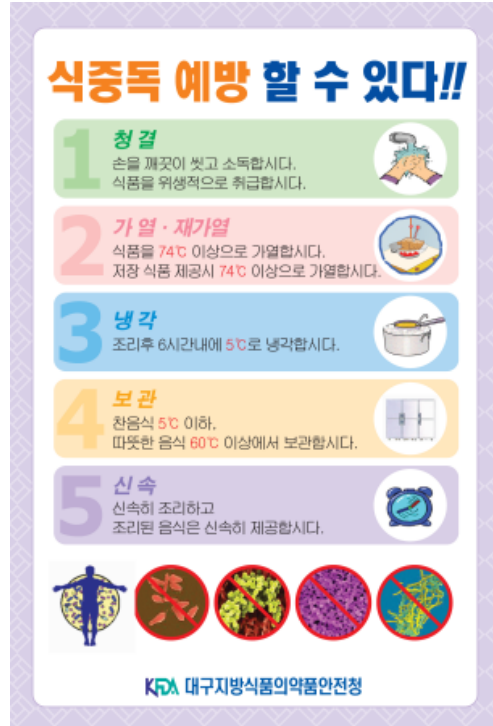 식중독 예방 할 수 있다!!
1
청결
손을 깨끗이 씻고 소독합시다.
식품을 위생적으로 취급합시다.
2
가열·재가열
식품을 74℃ 이상으로 가열합시다.
저장 식품 제공시 74℃ 이상으로 가열합시다.
3
냉각
조리후 6시간내에 5℃로 냉각합시다.
4
보관
찬음식 5℃ 이하.
따뜻한 음식 60℃ 이상에서 보관합시다.
5
신속
신속히 조리하고
조리된 음식은 신속히 제공합시다.
KFDA 대구지방식품의약품안전청